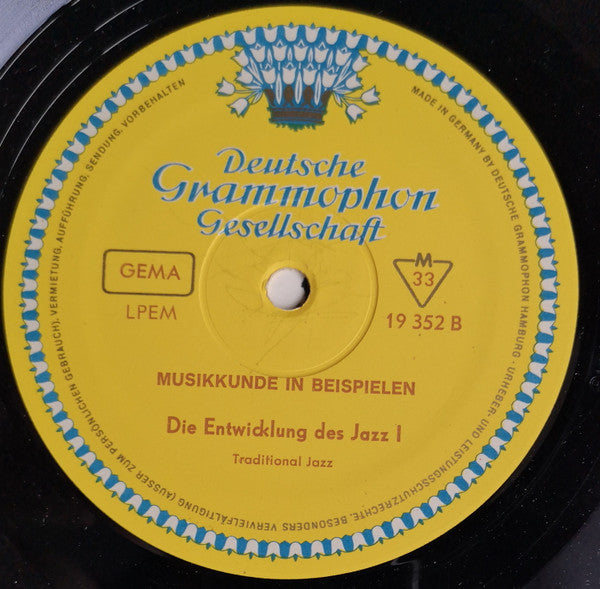 Deutsche
Grammophon
Gesellschaft
GEMA
LPEM
M
33
19 352 B
MUSIKKUNDE IN BEISPIELEN
Die Entwicklung des Jazz I
Traditional Jazz
MADE IN GERMANY BY DEUTSCHE GRAMMOPHON HAMBURG · URHEBER- UND LEISTUNGSSCHUTZRECHTE, BESONDERS VERVIELFÄLTIGUNG (AUSSER ZUM PERSÖNLICHEN GEBRAUCH), VERMIETUNG, AUFFÜHRUNG, SENDUNG, VORBEHALTEN